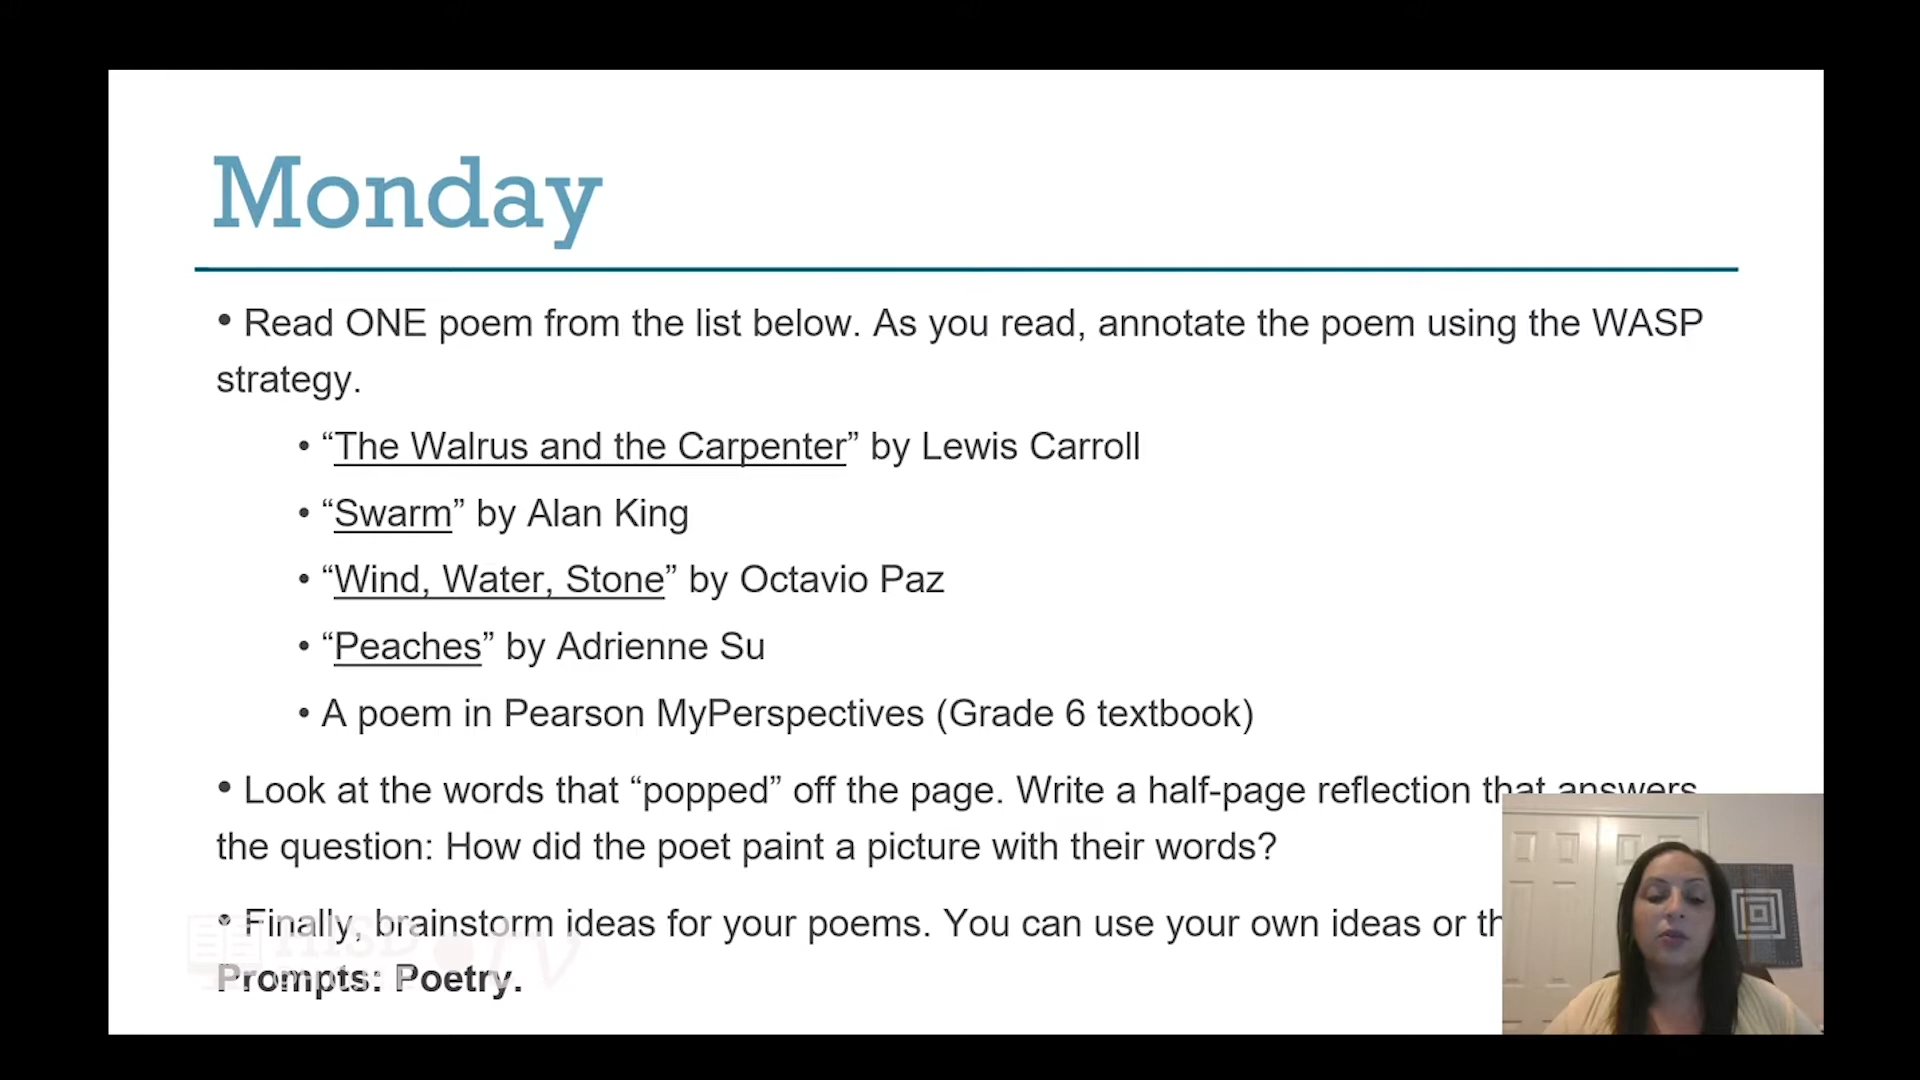 Monday
• Read ONE poem from the list below. As you read, annotate the poem using the WASP
strategy.
• “The Walrus and the Carpenter” by Lewis Carroll
• “Swarm” by Alan King
• “Wind, Water, Stone” by Octavio Paz
• “Peaches” by Adrienne Su
• A poem in Pearson MyPerspectives (Grade 6 textbook)
• Look at the words that “popped” off the page. Write a half-page reflection that answers
the question: How did the poet paint a picture with their words?
• Finally, brainstorm ideas for your poems. You can use your own ideas or
Prompts: Poetry.
HISD TV